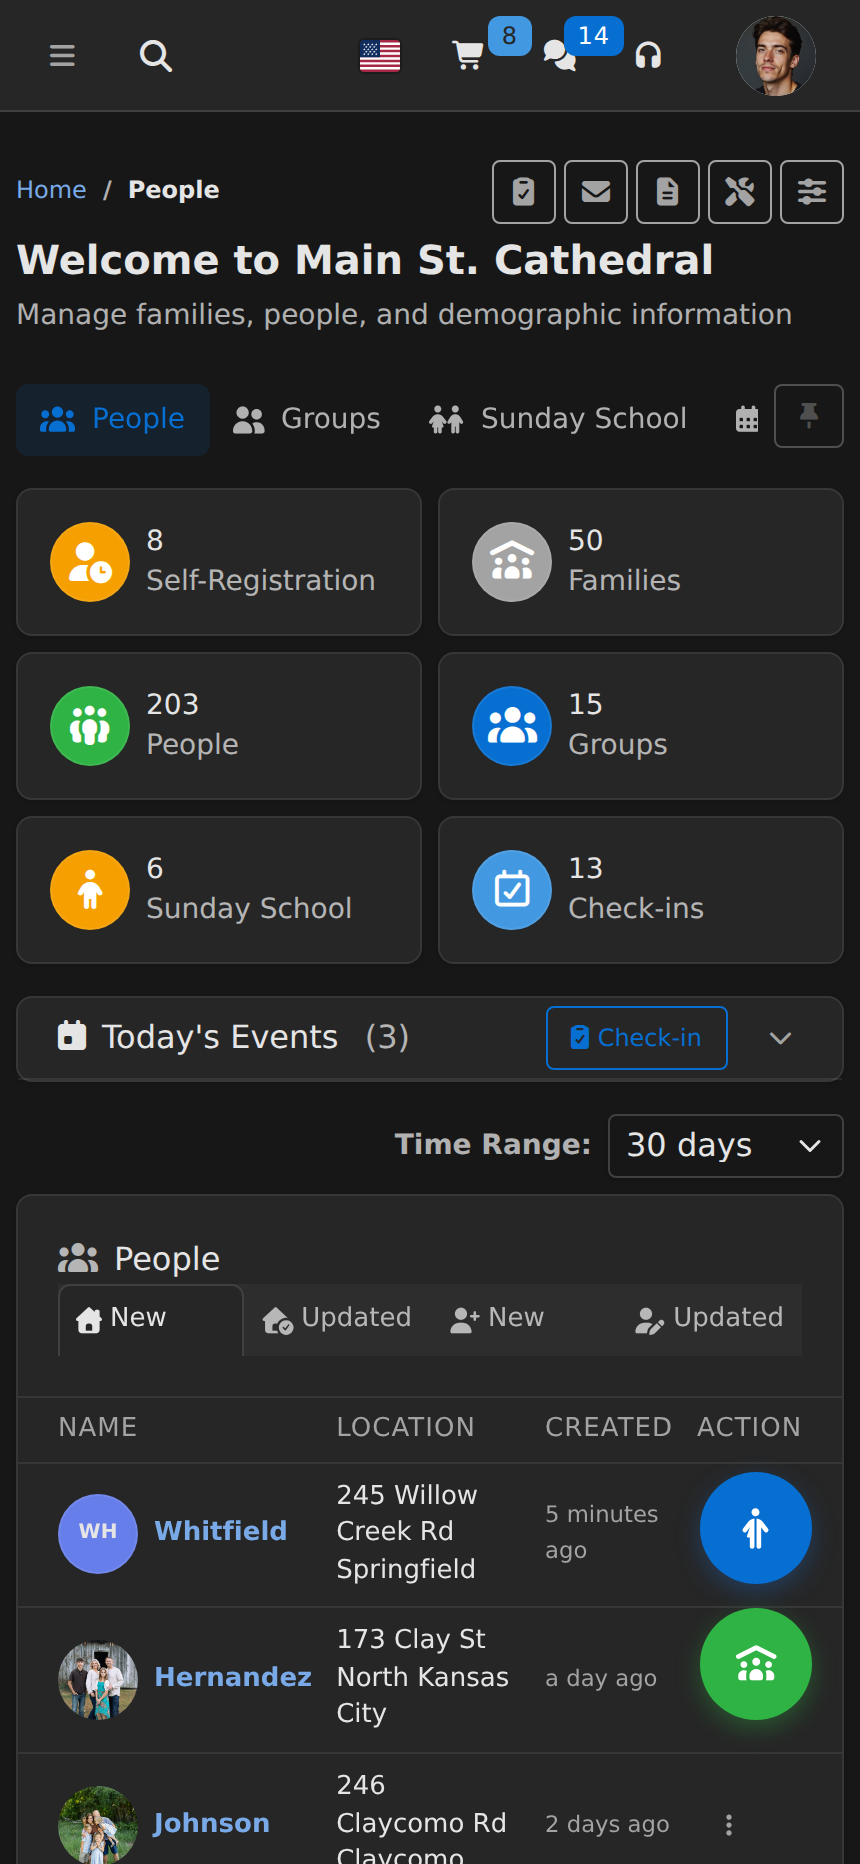 8
14
Home / People
Welcome to Main St. Cathedral
Manage families, people, and demographic information
People
Groups
Sunday School
8
Self-Registration
50
Families
203
People
15
Groups
6
Sunday School
13
Check-ins
Today's Events (3)
Check-in
Time Range: 30 days
People
New
Updated
New
Updated
NAME LOCATION CREATED ACTION
WH
Whitfield
245 Willow
Creek Rd
Springfield
5 minutes
ago
Hernandez
173 Clay St
North Kansas
City
a day ago
Johnson
246
Claycomo Rd
Claycomo
2 days ago